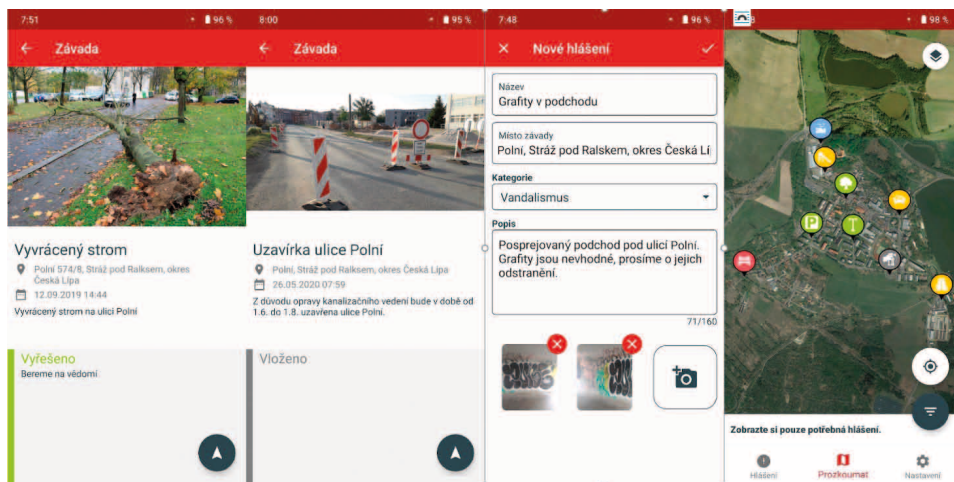 7:51
96 %
Závada
Vyvrácený strom
Polní 574/8, Stráž pod Ralskem, okres
Česká Lípa
12.09.2019 14:44
Vyvrácený strom na ulici Polní
Vyřešeno
Bereme na vědomí
8:00
95 %
Závada
Uzavírka ulice Polní
Polní, Stráž pod Ralskem, okres Česká Lípa
26.05.2020 07:59
Z důvodu opravy kanalizačního vedení bude v době od
1.6. do 1.8. uzavřena ulice Polní.
Vloženo
7:48
96 %
Nové hlášení
Název
Grafity v podchodu
Místo závady
Polní, Stráž pod Ralskem, okres Česká Lí
Kategorie
Vandalismus
Popis
Posprejovaný podchod pod ulicí Polní.
Grafity jsou nevhodné, prosíme o jejich
odstranění.
71/160
98 %
P
Zobrazte si pouze potřebná hlášení.
Hlášení
Prozkoumat
Nastavení